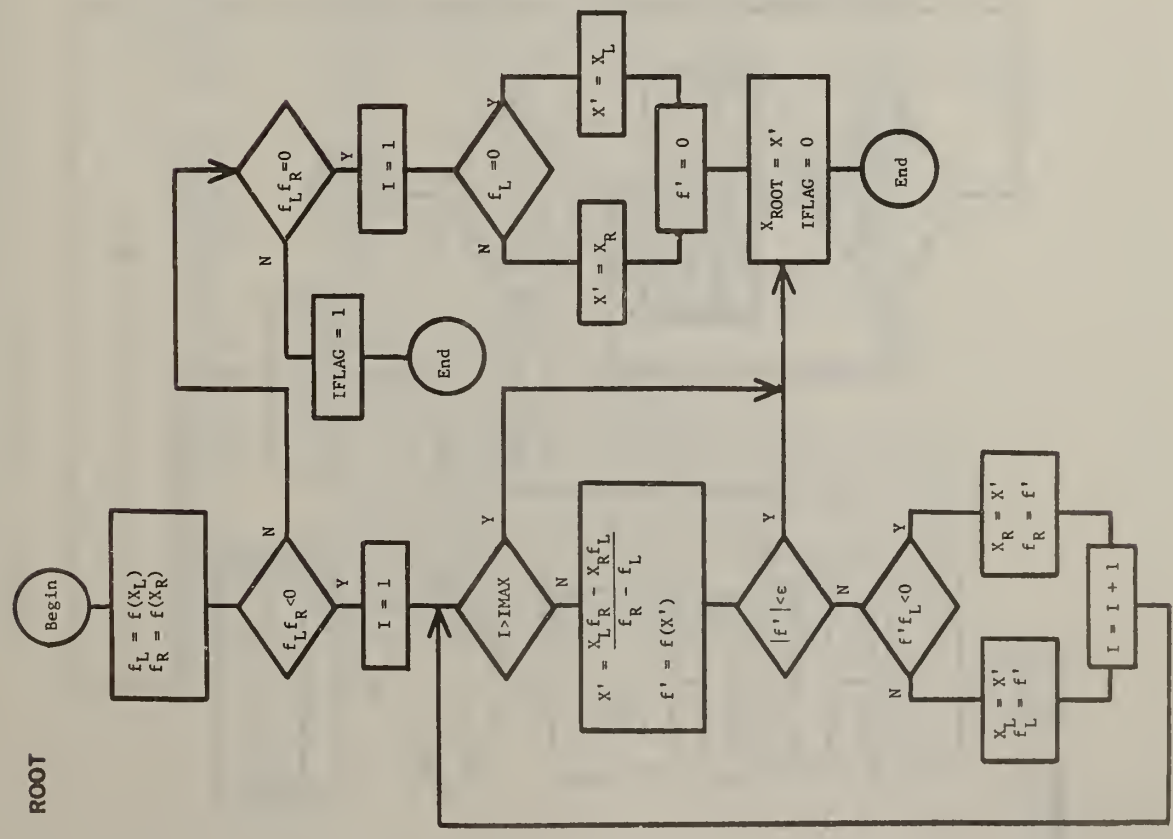 ROOT
Begin
f_L = f(X_L)
f_R = f(X_R)
f_L f_R <0
N
Y
I = 1
I>IMAX
Y
N
X' = X_L f_R - X_R f_L
f_R - f_L
f' = f(X')
|f'|<ε
Y
N
f'f_L <0
N
Y
X_L = X'
f_L = f'
X_R = X'
f_R = f'
I = I + 1
f_L f_R =0
N
Y
IFLAG = 1
End
I = 1
f_L =0
N
Y
X' = X_R
X' = X_L
f' = 0
X_ROOT = X'
IFLAG = 0
End